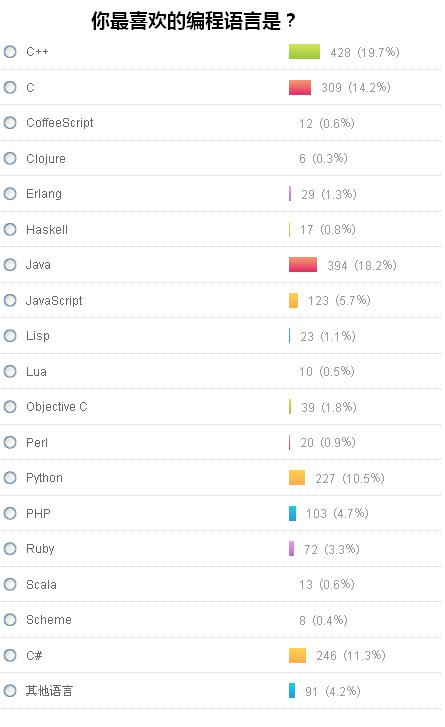 你最喜欢的编程语言是？
C++ 428 (19.7%)
C 309 (14.2%)
CoffeeScript 12 (0.6%)
Clojure 6 (0.3%)
Erlang 29 (1.3%)
Haskell 17 (0.8%)
Java 394 (18.2%)
JavaScript 123 (5.7%)
Lisp 23 (1.1%)
Lua 10 (0.5%)
Objective C 39 (1.8%)
Perl 20 (0.9%)
Python 227 (10.5%)
PHP 103 (4.7%)
Ruby 72 (3.3%)
Scala 13 (0.6%)
Scheme 8 (0.4%)
C# 246 (11.3%)
其他语言 91 (4.2%)